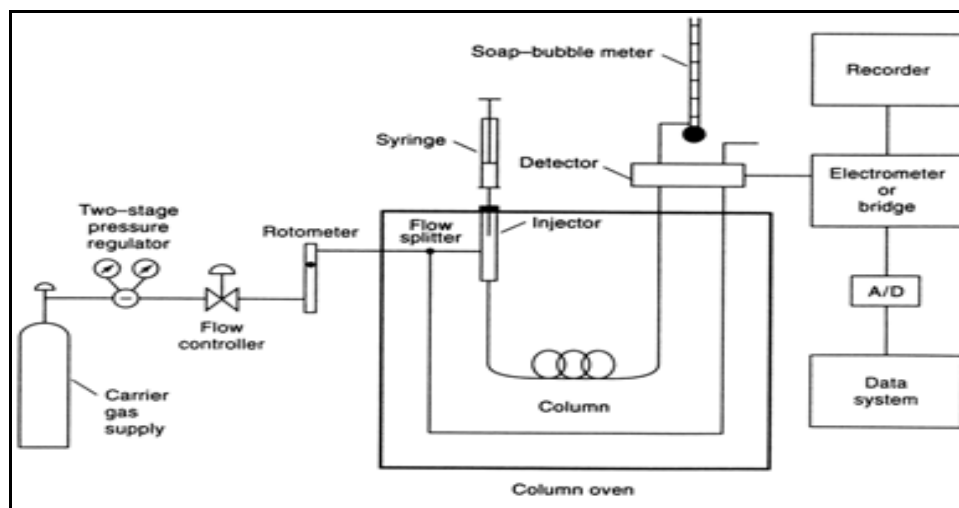 Soap-bubble meter
Recorder
Syringe
Detector
Electrometer
or
bridge
Two-stage
pressure
regulator
Rotometer
Flow
splitter
Injector
A/D
Flow
controller
Carrier
gas
supply
Column
Data
system
Column oven